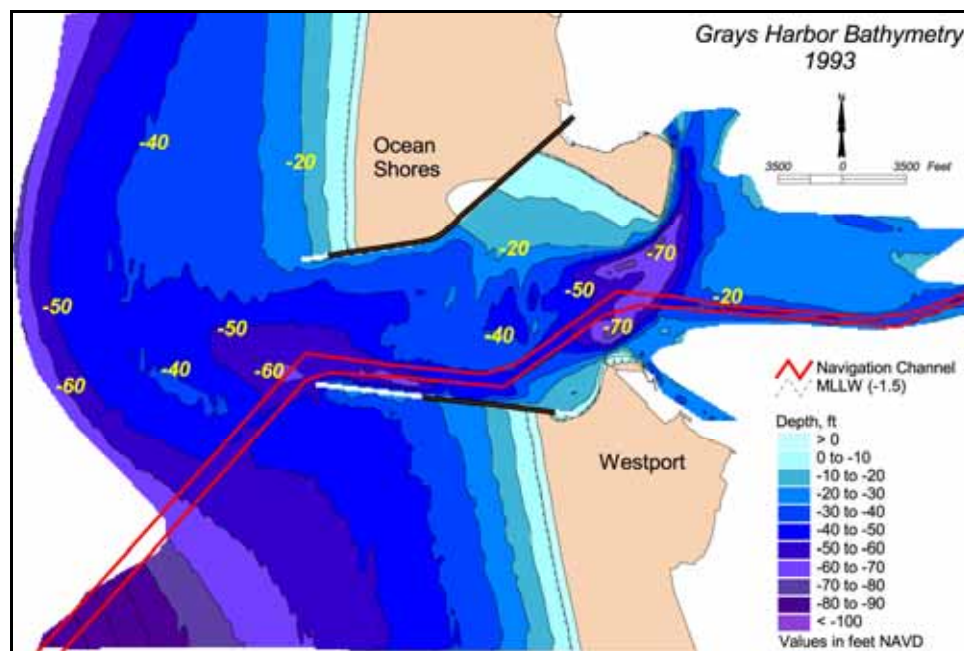 Grays Harbor Bathymetry
1993
N
3500 0 3500 Feet
Ocean
Shores
-40
-20
-20
-70
-50
-50
-20
-50
-40
-70
-40
-60
-60
Westport
Navigation Channel
MLLW (-1.5)
Depth, ft
> 0
0 to -10
-10 to -20
-20 to -30
-30 to -40
-40 to -50
-50 to -60
-60 to -70
-70 to -80
-80 to -90
< -100
Values in feet NAVD